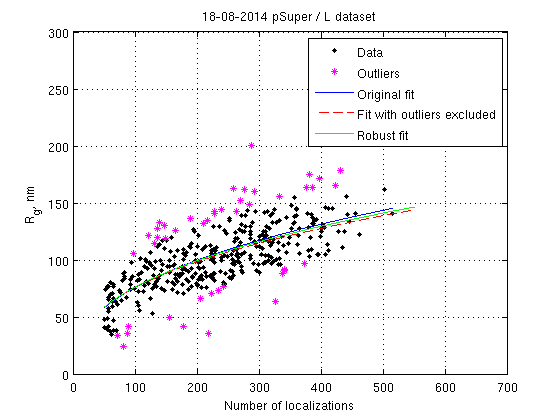 18-08-2014 pSuper / L dataset
300
250
200
150
100
50
0
Rg, nm
Data
Outliers
Original fit
Fit with outliers excluded
Robust fit
0 100 200 300 400 500 600 700
Number of localizations